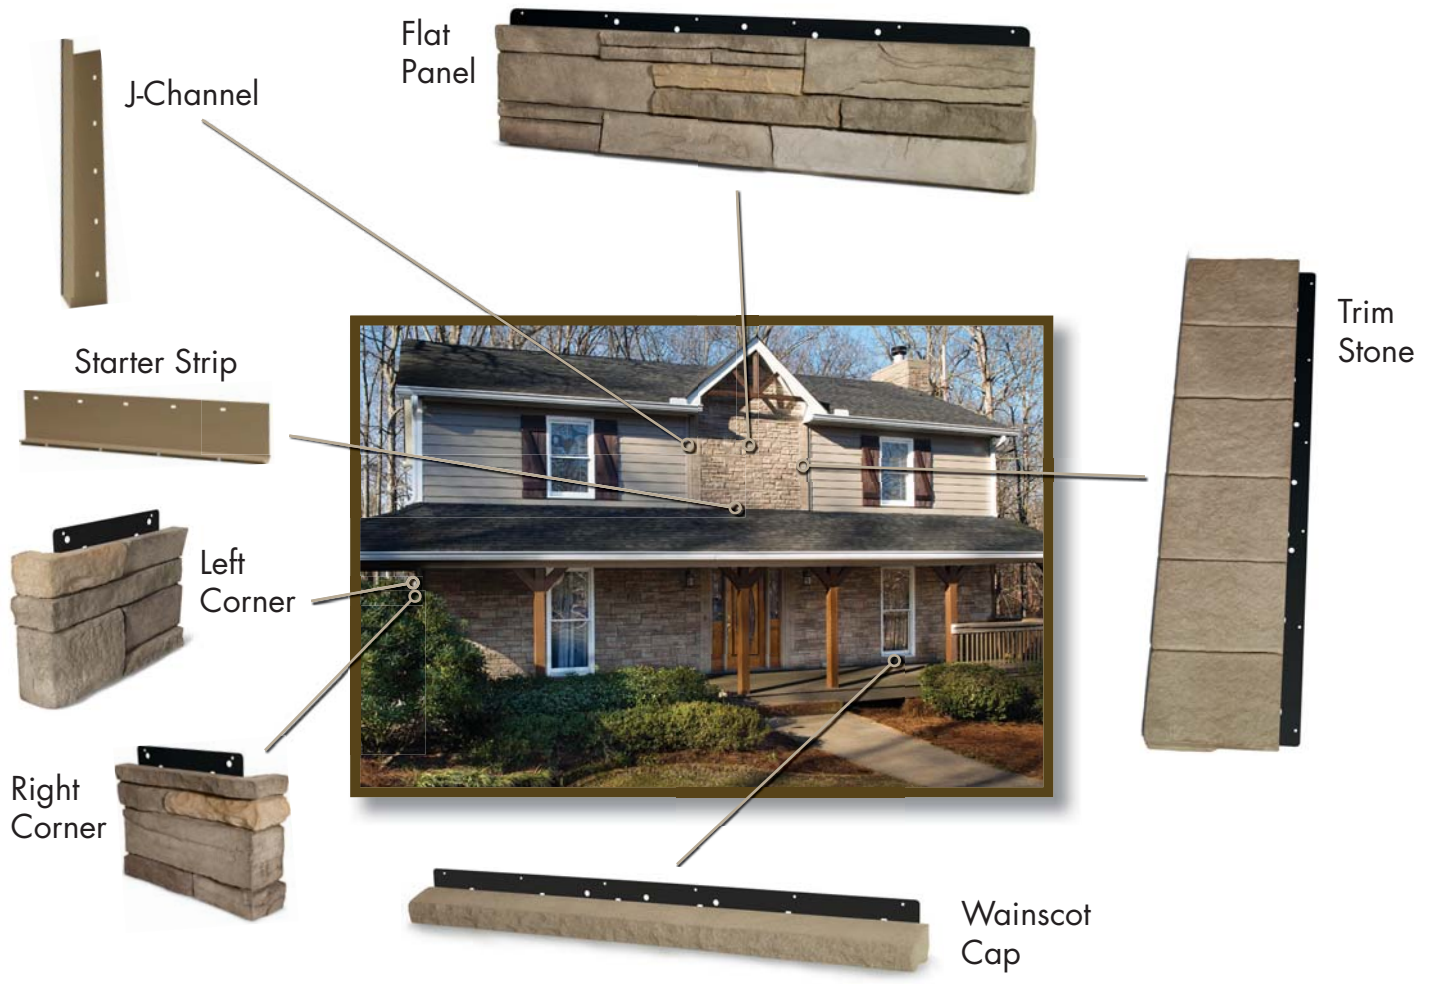 Flat
Panel
J-Channel
Trim
Stone
Starter Strip
Left
Corner
Right
Corner
Wainscot
Cap